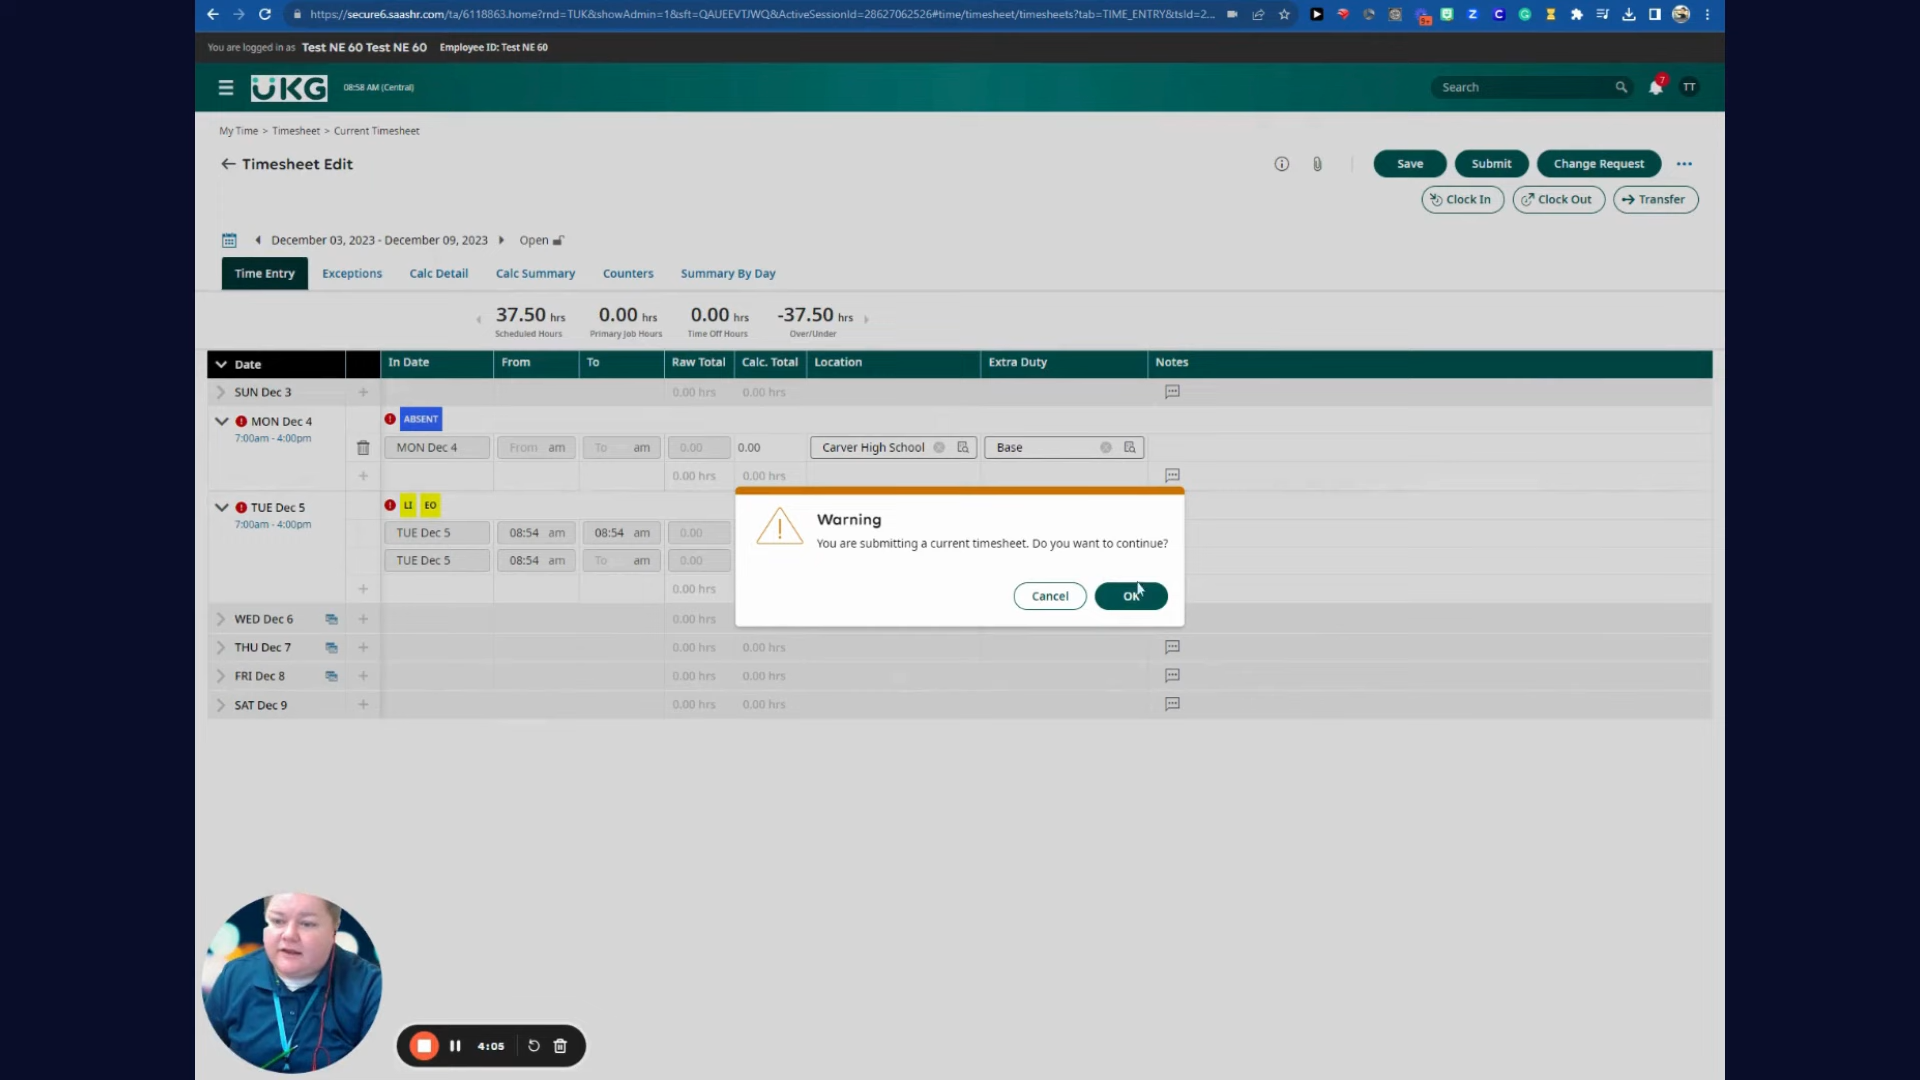 https://secure6.saashr.com/ta/6118863.home?rnd=TUK&showAdmin=1&sft=QAUEEVTJWQ&ActiveSessionId=28627062526#time/timesheet/timesheets?tab=TIME_ENTRY&tsId=2...
You are logged in as Test NE 60 Test NE 60 Employee ID: Test NE 60
UKG 08:58 AM (Central) Search 7 TT
My Time > Timesheet > Current Timesheet
Timesheet Edit Save Submit Change Request
Clock In Clock Out Transfer
December 03, 2023 - December 09, 2023 Open
Time Entry Exceptions Calc Detail Calc Summary Counters Summary By Day
37.50 hrs 0.00 hrs 0.00 hrs -37.50 hrs
Scheduled Hours Primary Job Hours Time Off Hours Over/Under
Date In Date From To Raw Total Calc. Total Location Extra Duty Notes
SUN Dec 3 0.00 hrs 0.00 hrs
MON Dec 4 ABSENT
7:00am - 4:00pm MON Dec 4 From am To am 0.00 0.00 Carver High School Base
0.00 hrs 0.00 hrs
TUE Dec 5 LI EO
7:00am - 4:00pm TUE Dec 5 08:54 am 08:54 am 0.00
TUE Dec 5 08:54 am To am 0.00
0.00 hrs
Warning
You are submitting a current timesheet. Do you want to continue?
Cancel OK
WED Dec 6 0.00 hrs
THU Dec 7 0.00 hrs 0.00 hrs
FRI Dec 8 0.00 hrs 0.00 hrs
SAT Dec 9 0.00 hrs 0.00 hrs
4:05